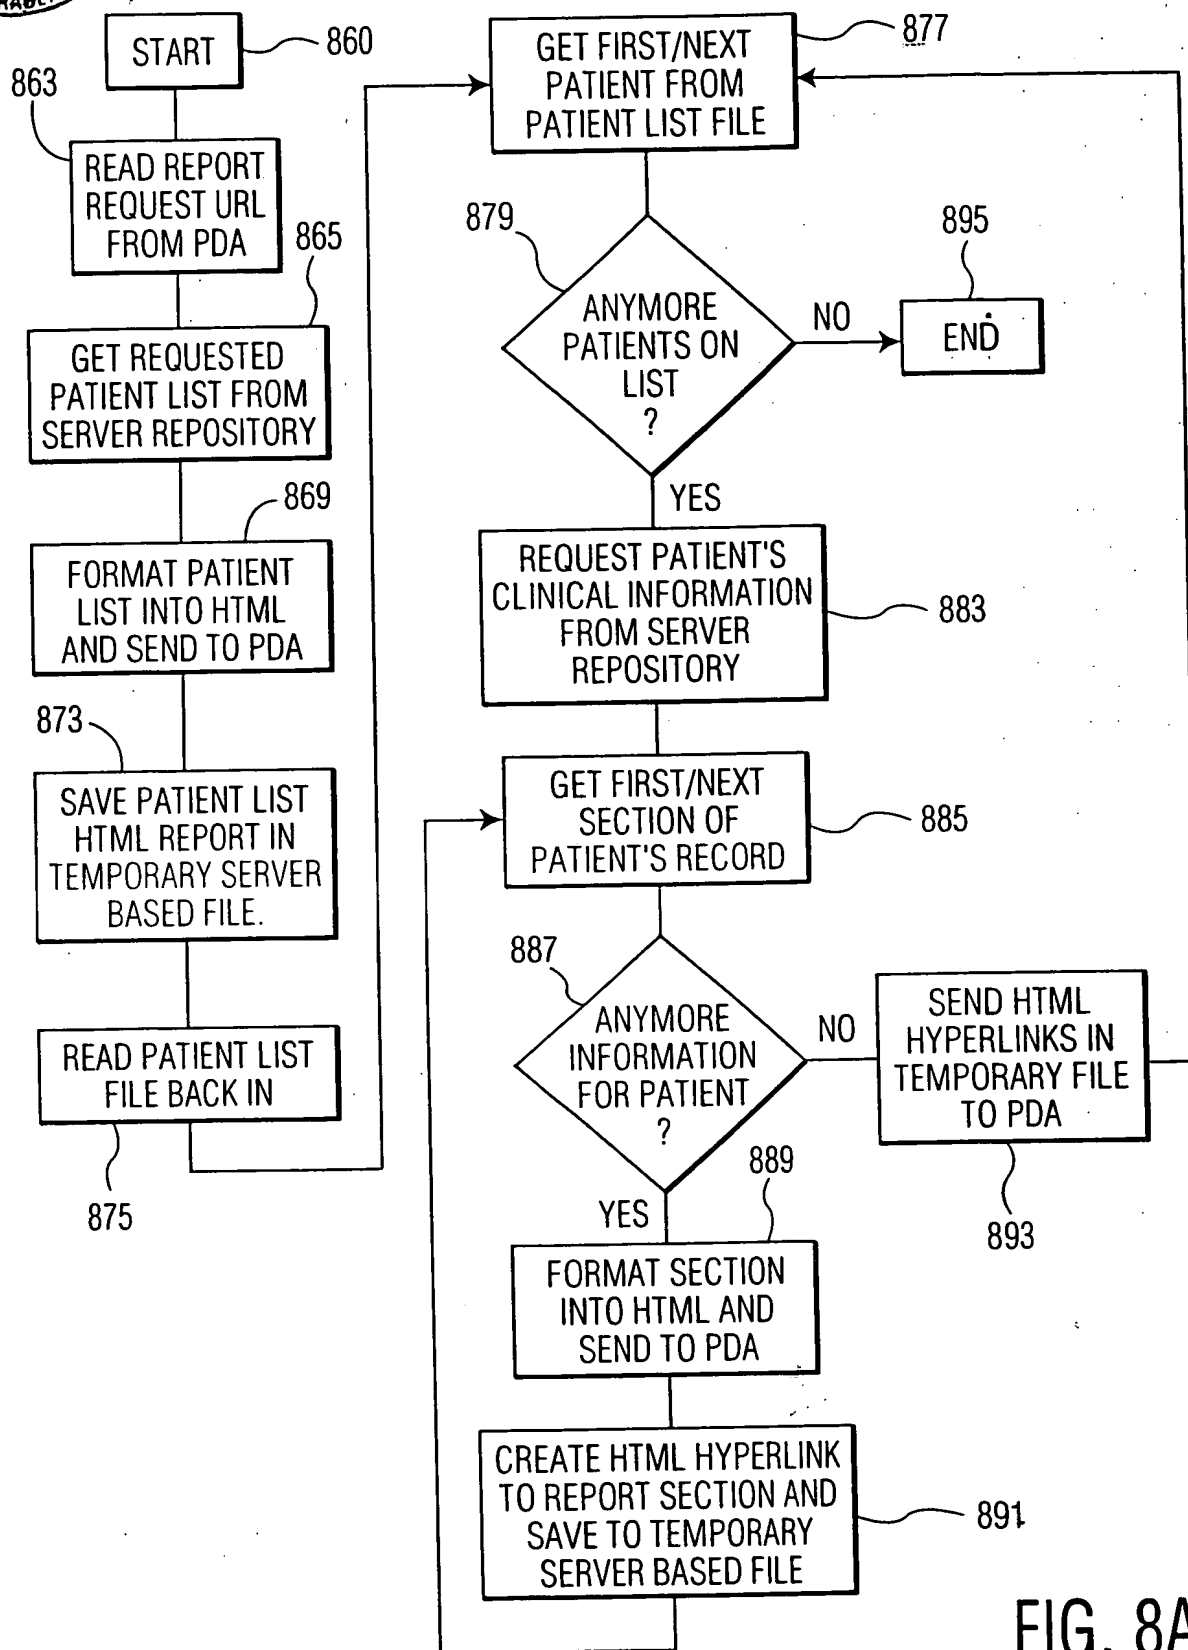 START
860
863
READ REPORT
REQUEST URL
FROM PDA
865
GET REQUESTED
PATIENT LIST FROM
SERVER REPOSITORY
869
FORMAT PATIENT
LIST INTO HTML
AND SEND TO PDA
873
SAVE PATIENT LIST
HTML REPORT IN
TEMPORARY SERVER
BASED FILE.
READ PATIENT LIST
FILE BACK IN
875
877
GET FIRST/NEXT
PATIENT FROM
PATIENT LIST FILE
879
ANYMORE
PATIENTS ON
LIST
?
NO
895
END
YES
REQUEST PATIENT'S
CLINICAL INFORMATION
FROM SERVER
REPOSITORY
883
GET FIRST/NEXT
SECTION OF
PATIENT'S RECORD
885
887
ANYMORE
INFORMATION
FOR PATIENT
?
NO
SEND HTML
HYPERLINKS IN
TEMPORARY FILE
TO PDA
893
YES
889
FORMAT SECTION
INTO HTML AND
SEND TO PDA
CREATE HTML HYPERLINK
TO REPORT SECTION AND
SAVE TO TEMPORARY
SERVER BASED FILE
891
FIG. 8A